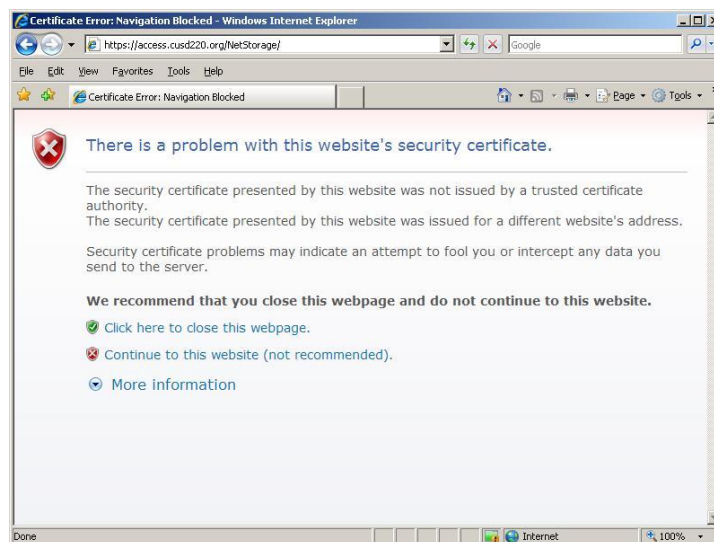 Certificate Error: Navigation Blocked - Windows Internet Explorer
https://access.cusd220.org/NetStorage/
Google
File Edit View Favorites Tools Help
Certificate Error: Navigation Blocked
Page Tools
There is a problem with this website's security certificate.
The security certificate presented by this website was not issued by a trusted certificate
authority.
The security certificate presented by this website was issued for a different website's address.
Security certificate problems may indicate an attempt to fool you or intercept any data you
send to the server.
We recommend that you close this webpage and do not continue to this website.
Click here to close this webpage.
Continue to this website (not recommended).
More information
Done
Internet
100%